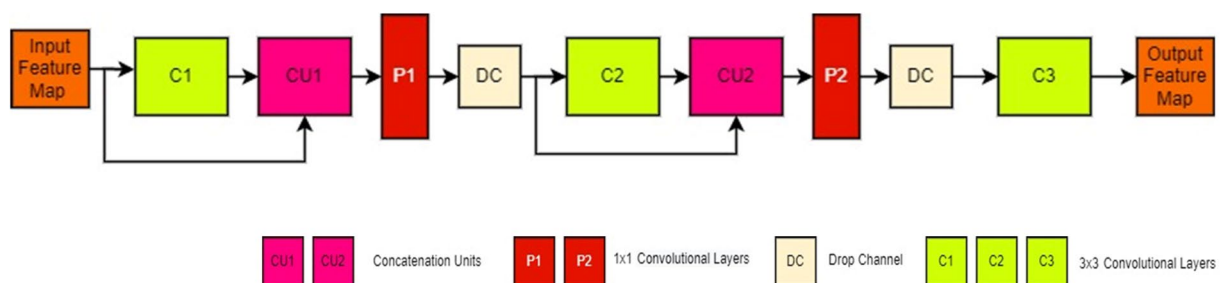 Input
Feature
Map
C1
CU1
P1
DC
C2
CU2
P2
DC
C3
Output
Feature
Map
CU1 CU2 Concatenation Units
P1 P2 1x1 Convolutional Layers
DC Drop Channel
C1 C2 C3 3x3 Convolutional Layers